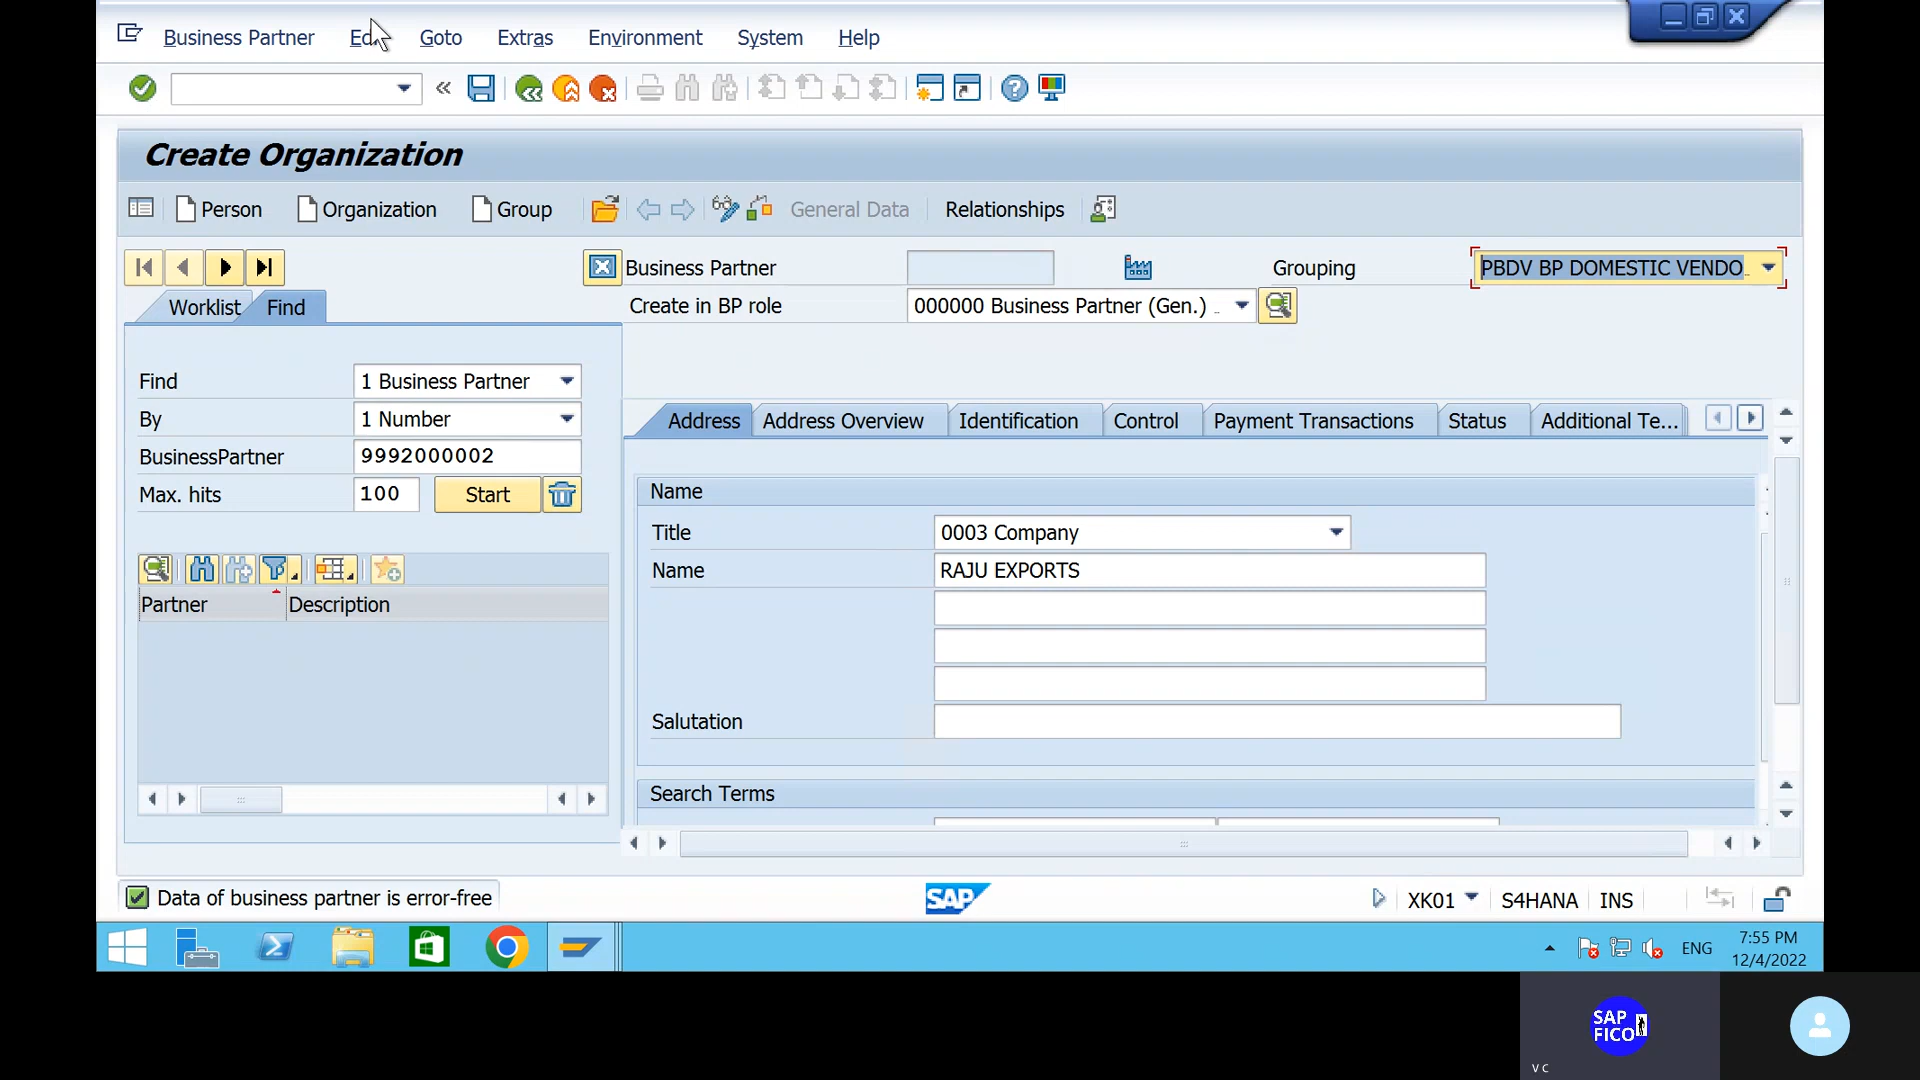 Business Partner Edi Goto Extras Environment System Help
Create Organization
Person Organization Group General Data Relationships
Business Partner Grouping PBDV BP DOMESTIC VENDO..
Worklist Find Create in BP role 000000 Business Partner (Gen.) ..
Find 1 Business Partner
By 1 Number
BusinessPartner 9992000002
Max. hits 100 Start
Partner Description
Address Address Overview Identification Control Payment Transactions Status Additional Te...
Name
Title 0003 Company
Name RAJU EXPORTS
Salutation
Search Terms
Data of business partner is error-free SAP XK01 S4HANA INS
ENG 7:55 PM
12/4/2022
SAP
FICO
V C